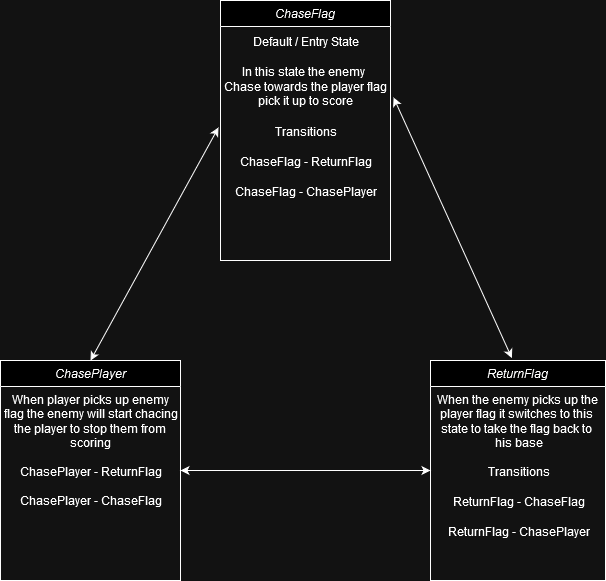 ChaseFlag
Default / Entry State
In this state the enemy
Chase towards the player flag
pick it up to score
Transitions
ChaseFlag - ReturnFlag
ChaseFlag - ChasePlayer
ChasePlayer
When player picks up enemy
flag the enemy will start chacing
the player to stop them from
scoring
ChasePlayer - ReturnFlag
ChasePlayer - ChaseFlag
ReturnFlag
When the enemy picks up the
player flag it switches to this
state to take the flag back to
his base
Transitions
ReturnFlag - ChaseFlag
ReturnFlag - ChasePlayer